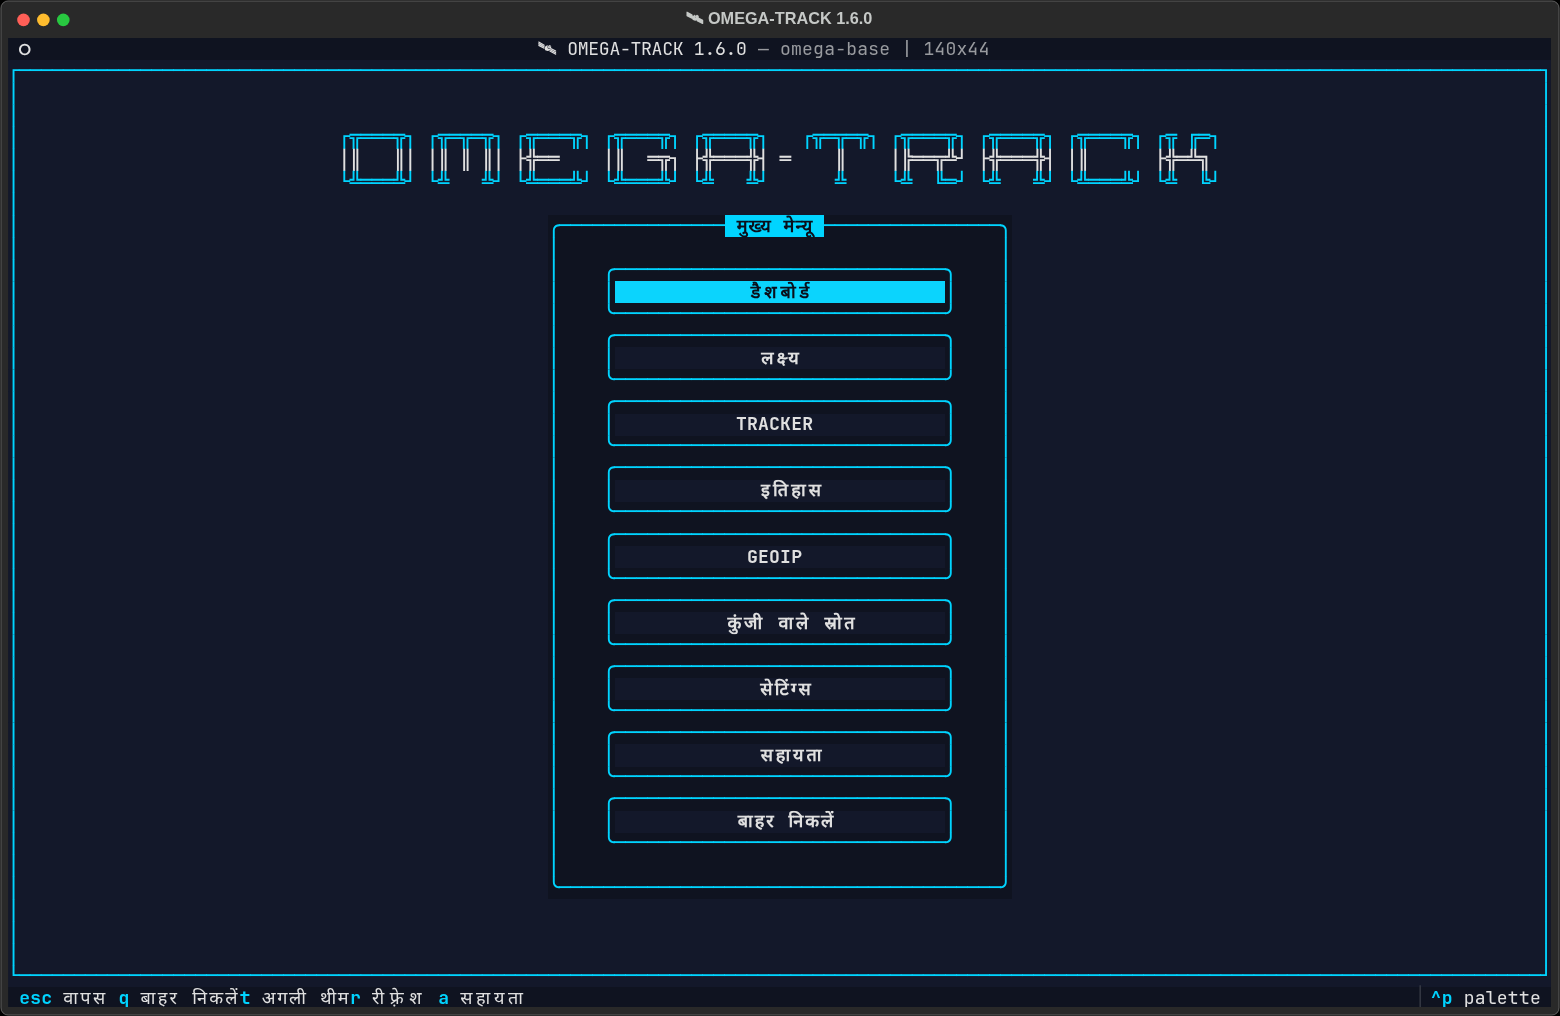 🛰 OMEGA-TRACK 1.6.0
🛰 OMEGA-TRACK 1.6.0 — omega-base | 140x44
OMEGA-TRACK
मुख्य मेन्यू
डैशबोर्ड
लक्ष्य
TRACKER
इतिहास
GEOIP
कुंजी वाले स्रोत
सेटिंग्स
सहायता
बाहर निकलें
esc वापस q बाहर निकलें t अगली थीम r रीफ़्रेश a सहायता ^p palette